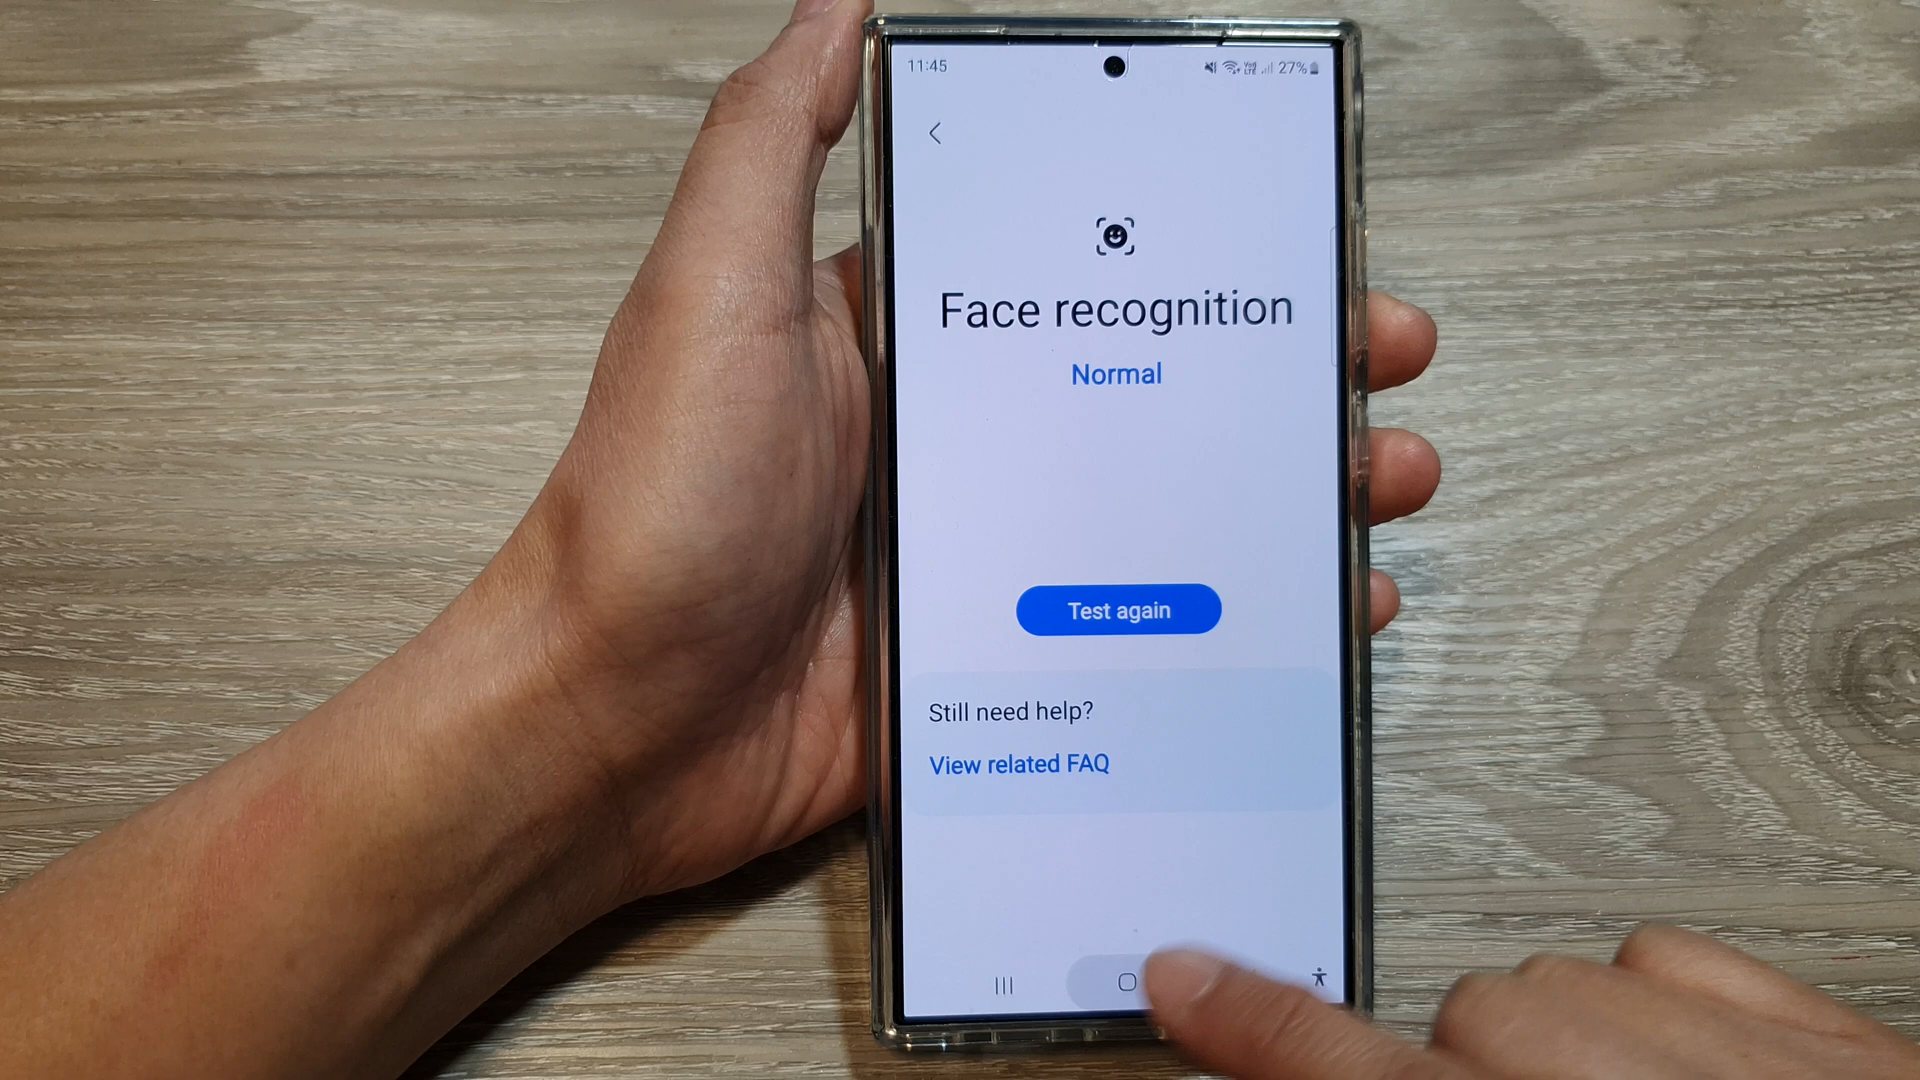 11:45
27%
Face recognition
Normal
Test again
Still need help?
View related FAQ